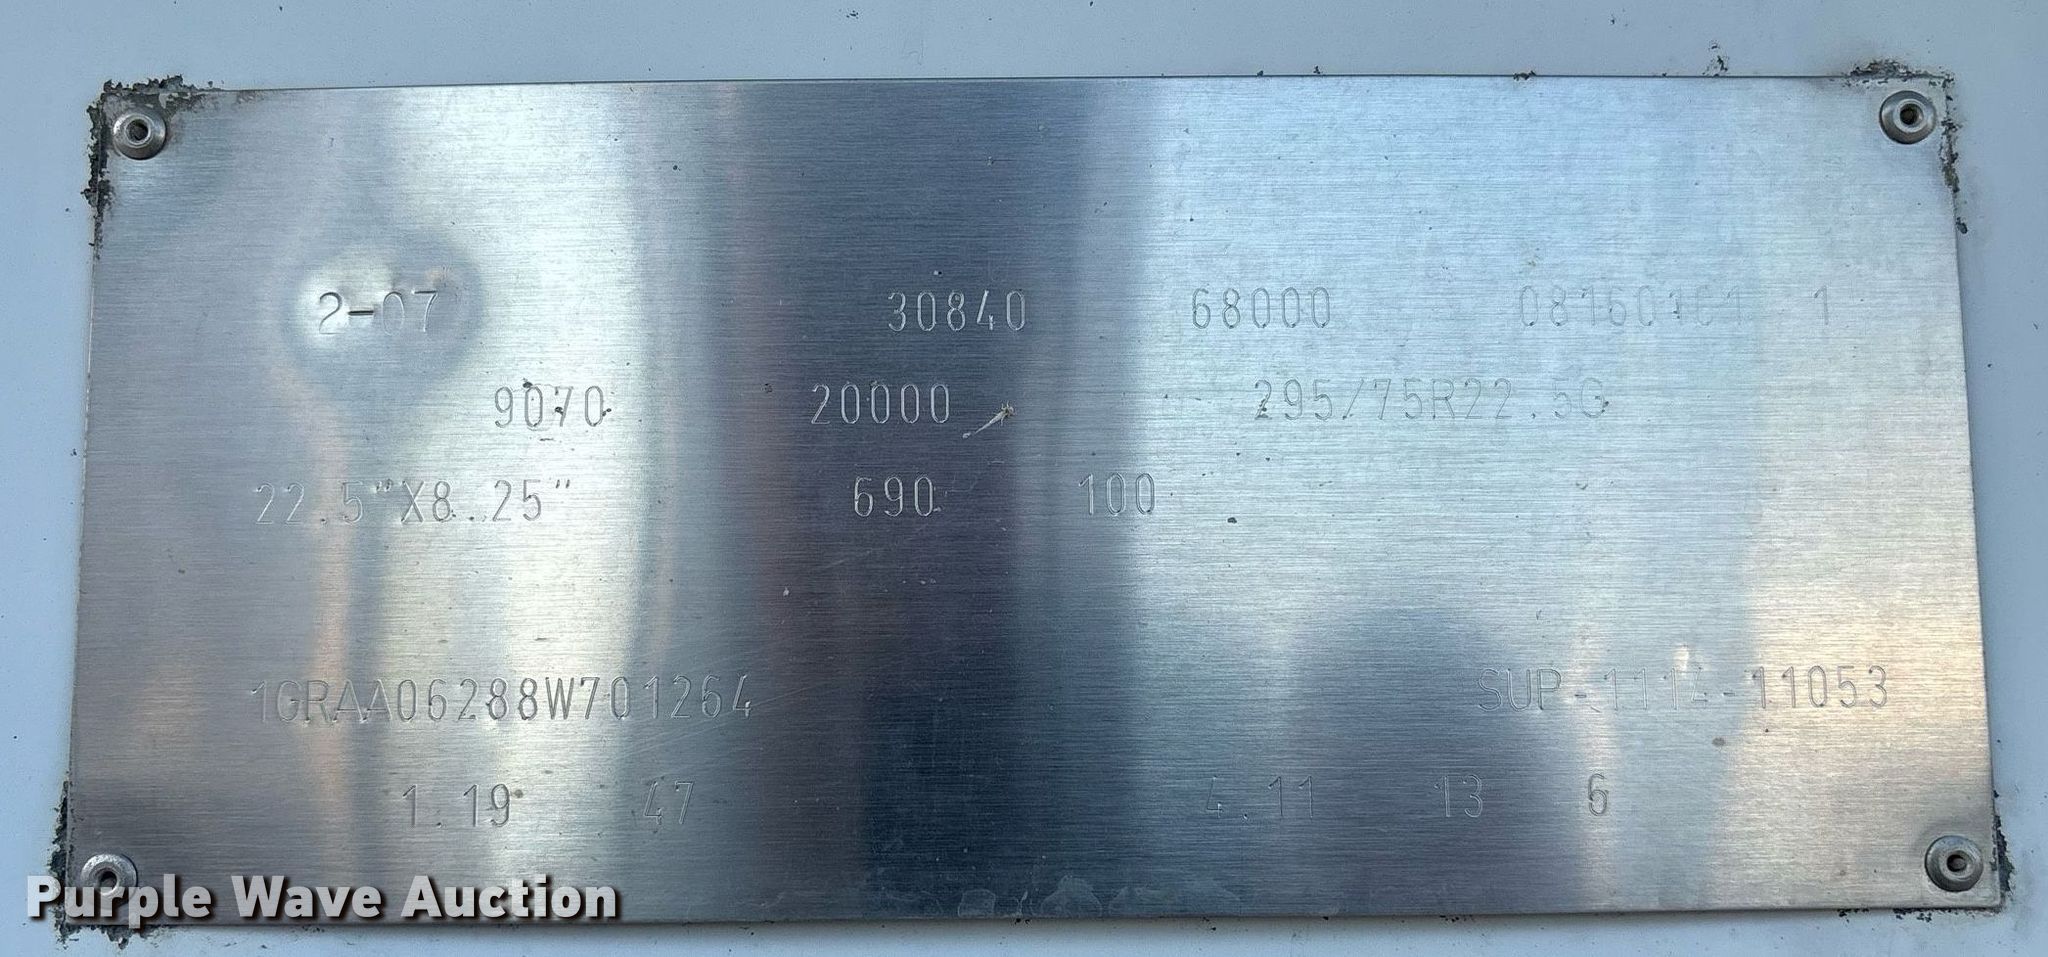 2-07 30840 68000 08160161 1
9070 20000 295/75R22.5G
22.5"X8.25" 690 100
1GRAA06288W701264 SUP-1114-11053
1.19 47 4.11 13 6
Purple Wave Auction